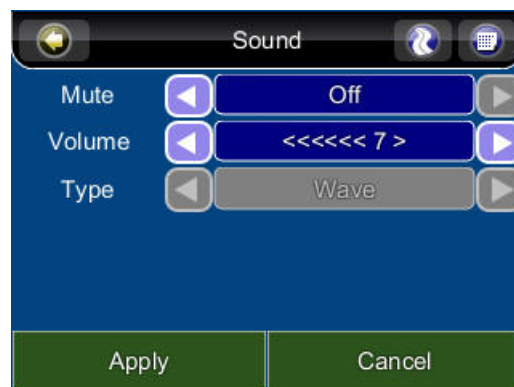 Sound
Mute Off
Volume <<<<<< 7 >
Type Wave
Apply Cancel